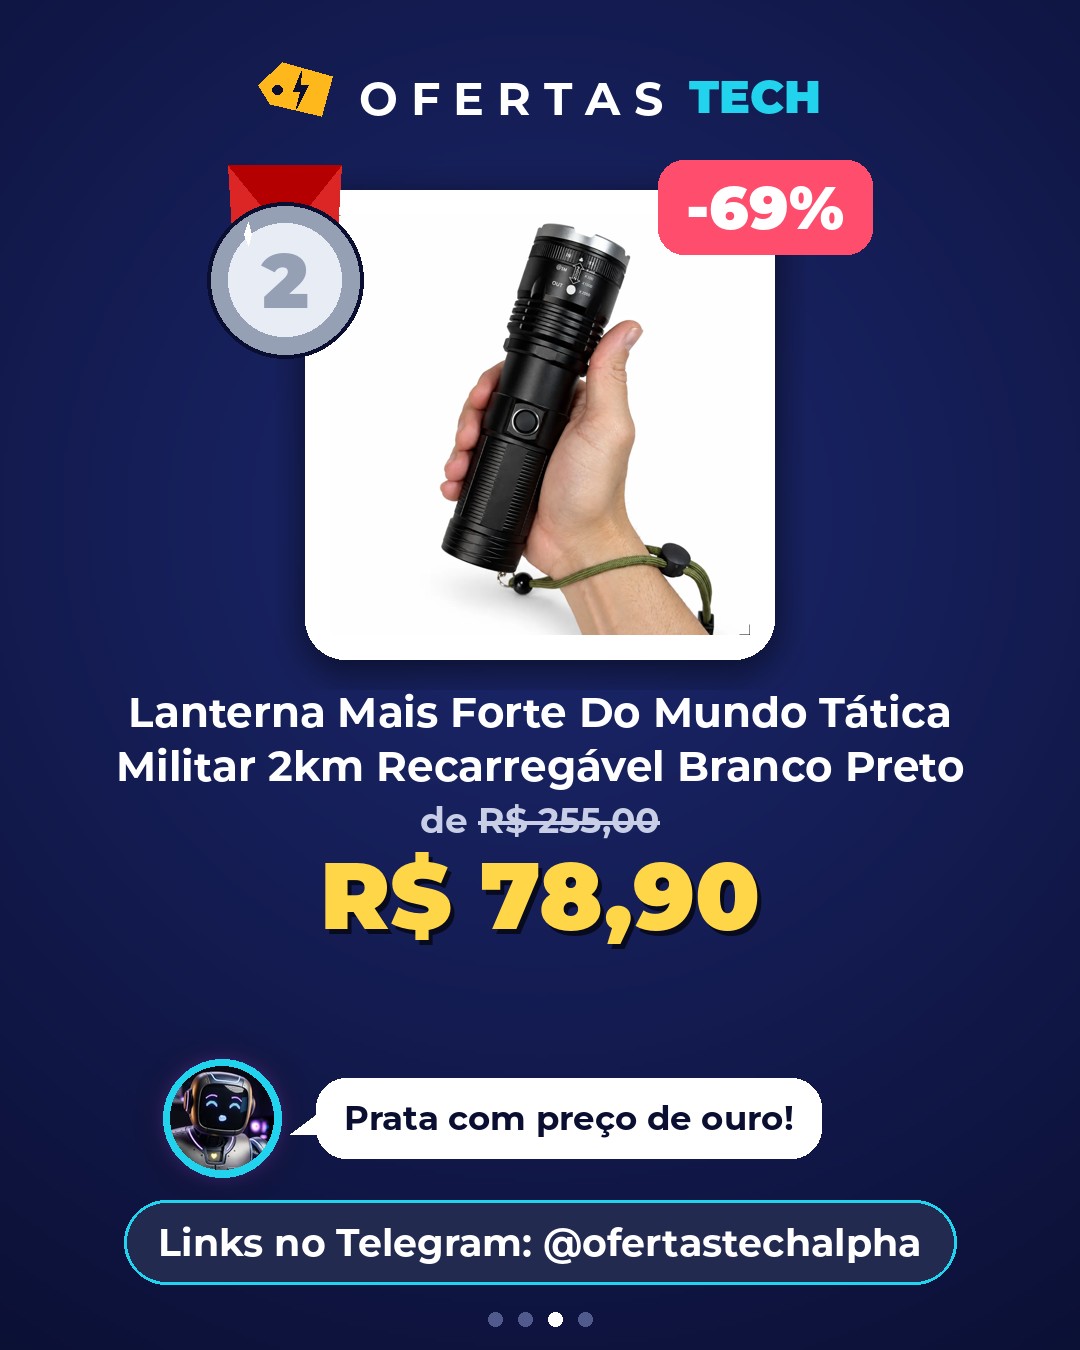 OFERTAS TECH
-69%
2
OUT
Lanterna Mais Forte Do Mundo Tática
Militar 2km Recarregável Branco Preto
de R$ 255,00
R$ 78,90
Prata com preço de ouro!
Links no Telegram: @ofertastechalpha